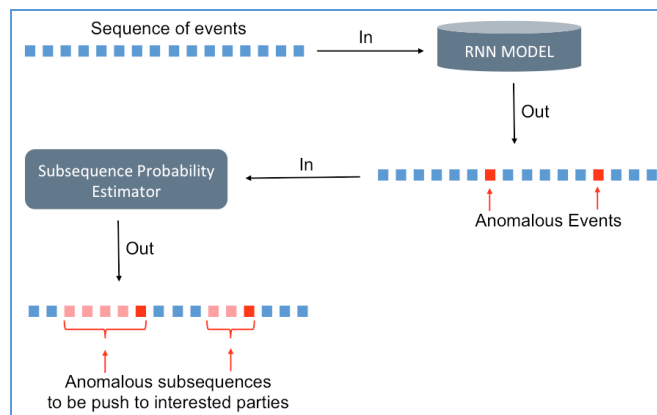 Sequence of events
In
RNN MODEL
Out
Subsequence Probability
Estimator
In
Anomalous Events
Out
Anomalous subsequences
to be push to interested parties